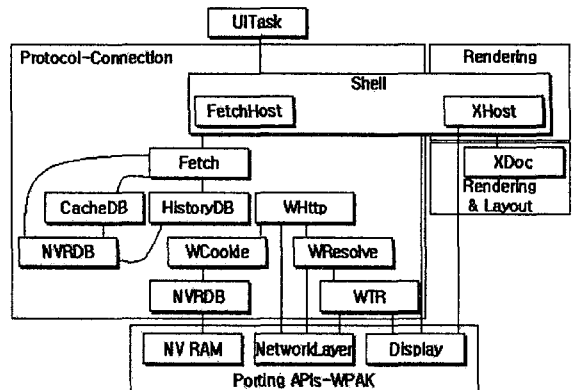 UITask
Protocol-Connection
Rendering
Shell
FetchHost
XHost
Fetch
XDoc
Rendering
& Layout
CacheDB
HistoryDB
WHttp
NVRDB
WCookie
WResolve
NVRDB
WTR
NV RAM
NetworkLayer
Display
Porting APIs-WPAK